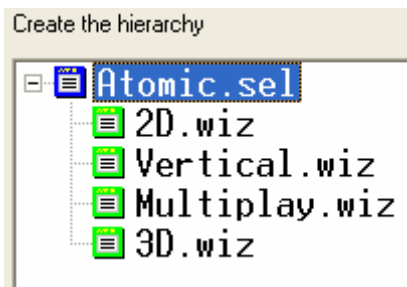 Create the hierarchy
Atomic.sel
2D.wiz
Vertical.wiz
Multiplay.wiz
3D.wiz